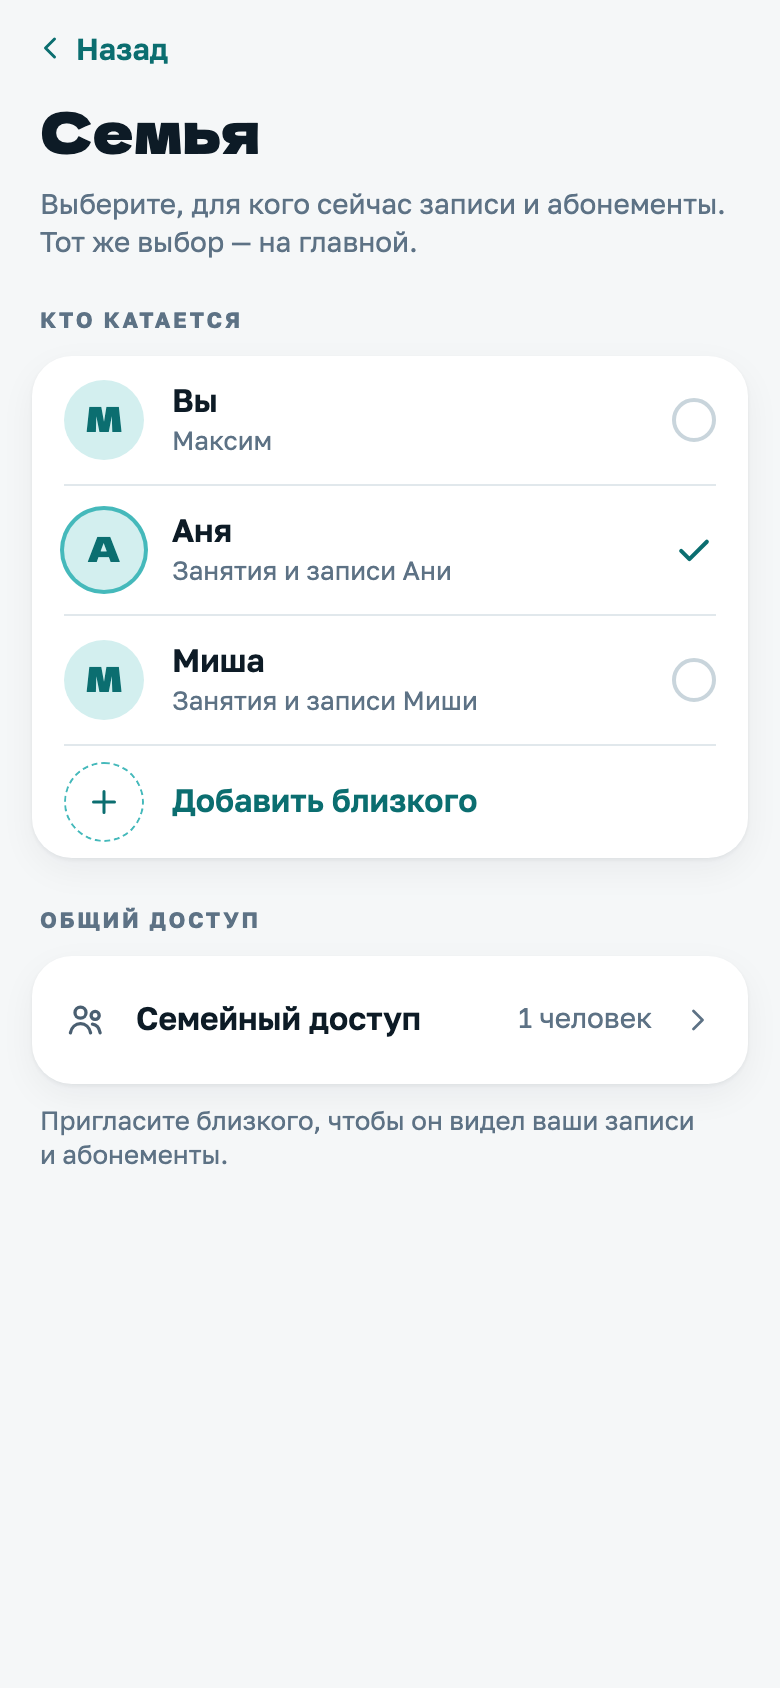 Назад
Семья
Выберите, для кого сейчас записи и абонементы.
Тот же выбор — на главной.
КТО КАТАЕТСЯ
М
Вы
Максим
А
Аня
Занятия и записи Ани
М
Миша
Занятия и записи Миши
Добавить близкого
ОБЩИЙ ДОСТУП
Семейный доступ
1 человек
Пригласите близкого, чтобы он видел ваши записи
и абонементы.